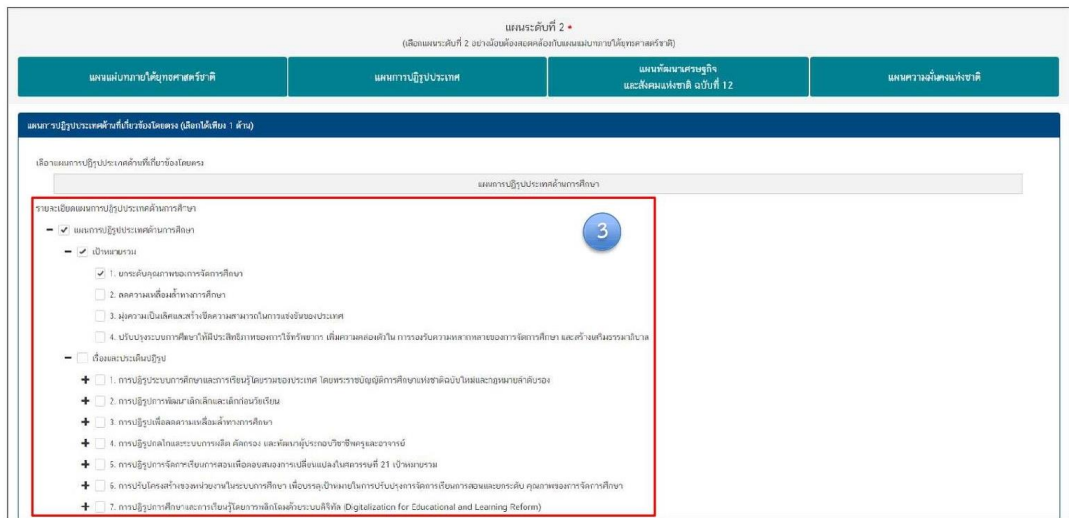 แผนระดับที่ 2 *
(เลือกแผนระดับที่ 2 อย่างน้อยต้องสอดคล้องกับแผนแม่บทภายใต้ยุทธศาสตร์ชาติ)
แผนแม่บทภายใต้ยุทธศาสตร์ชาติ
แผนการปฏิรูปประเทศ
แผนพัฒนาเศรษฐกิจ
และสังคมแห่งชาติ ฉบับที่ 12
แผนความมั่นคงแห่งชาติ
แผนการปฏิรูปประเทศด้านที่เกี่ยวข้องโดยตรง (เลือกได้เพียง 1 ด้าน)
เลือกแผนการปฏิรูปประเทศด้านที่เกี่ยวข้องโดยตรง
แผนการปฏิรูปประเทศด้านการศึกษา
รายละเอียดแผนการปฏิรูปประเทศด้านการศึกษา
3
แผนการปฏิรูปประเทศด้านการศึกษา
เป้าหมายรวม
1. ยกระดับคุณภาพของการจัดการศึกษา
2. ลดความเหลื่อมล้ำทางการศึกษา
3. มุ่งความเป็นเลิศและสร้างขีดความสามารถในการแข่งขันของประเทศ
4. ปรับปรุงระบบการศึกษาให้มีประสิทธิภาพของการใช้ทรัพยากร เพิ่มความคล่องตัวใน การรองรับความหลากหลายของการจัดการศึกษา และสร้างเสริมธรรมาภิบาล
เรื่องและประเด็นปฏิรูป
1. การปฏิรูประบบการศึกษาและการเรียนรู้โดยรวมของประเทศ โดยพระราชบัญญัติการศึกษาแห่งชาติฉบับใหม่และกฎหมายลำดับรอง
2. การปฏิรูปการพัฒนาเด็กเล็กและเด็กก่อนวัยเรียน
3. การปฏิรูปเพื่อลดความเหลื่อมล้ำทางการศึกษา
4. การปฏิรูปกลไกและระบบการผลิต คัดกรอง และพัฒนาผู้ประกอบวิชาชีพครูและอาจารย์
5. การปฏิรูปการจัดการเรียนการสอนเพื่อตอบสนองการเปลี่ยนแปลงในศตวรรษที่ 21 เป้าหมายรวม
6. การปรับโครงสร้างของหน่วยงานในระบบการศึกษา เพื่อบรรลุเป้าหมายในการปรับปรุงการจัดการเรียนการสอนและยกระดับ คุณภาพของการจัดการศึกษา
7. การปฏิรูปการศึกษาและการเรียนรู้โดยการพลิกโฉมด้วยระบบดิจิทัล (Digitalization for Educational and Learning Reform)